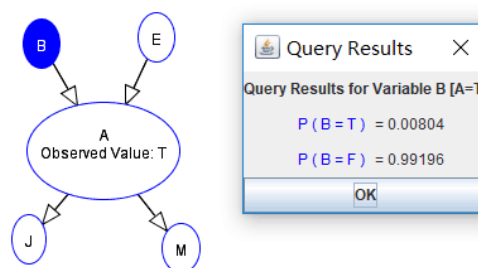 B
E
A
Observed Value: T
J
M
Query Results
Query Results for Variable B [A=T
P ( B = T ) = 0.00804
P ( B = F ) = 0.99196
OK